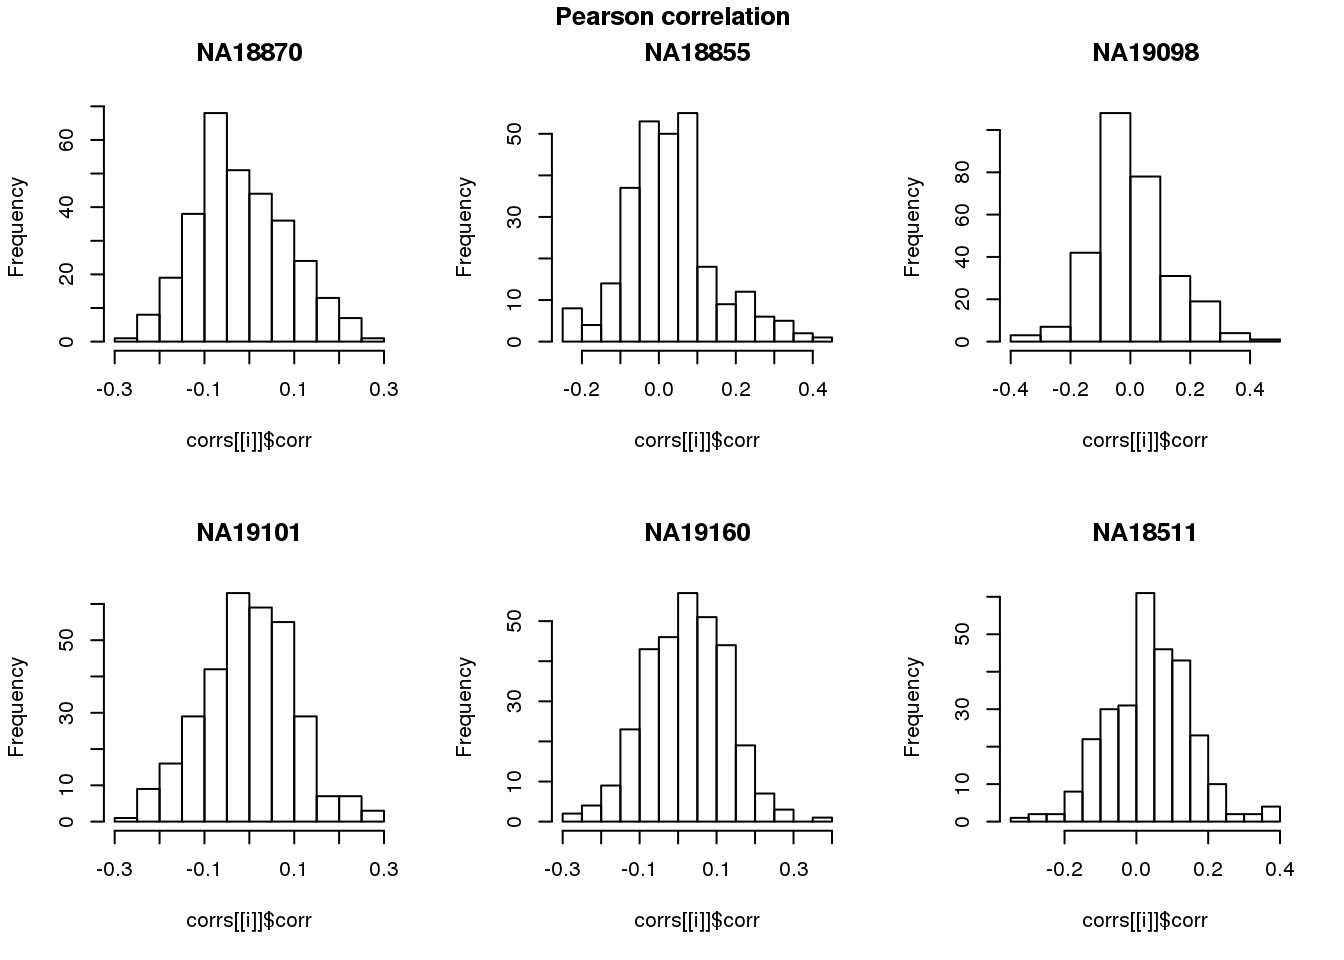 Pearson correlation
NA18870
Frequency
0 20 40 60
-0.3 -0.1 0.1 0.3
corrs[[i]]$corr
NA18855
Frequency
0 10 30 50
-0.2 0.0 0.2 0.4
corrs[[i]]$corr
NA19098
Frequency
0 20 40 60 80
-0.4 -0.2 0.0 0.2 0.4
corrs[[i]]$corr
NA19101
Frequency
0 10 30 50
-0.3 -0.1 0.1 0.3
corrs[[i]]$corr
NA19160
Frequency
0 10 30 50
-0.3 -0.1 0.1 0.3
corrs[[i]]$corr
NA18511
Frequency
0 10 30 50
-0.2 0.0 0.2 0.4
corrs[[i]]$corr